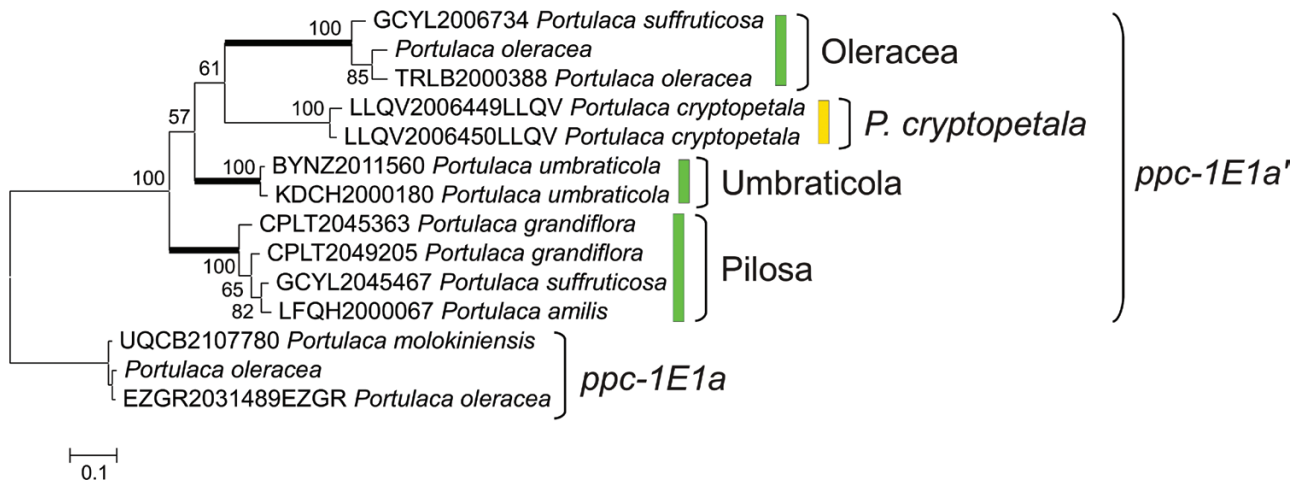 GCYL2006734 Portulaca suffruticosa
100
Portulaca oleracea
Oleracea
85
TRLB2000388 Portulaca oleracea
61
LLQV2006449LLQV Portulaca cryptopetala
100
P. cryptopetala
57
LLQV2006450LLQV Portulaca cryptopetala
BYNZ2011560 Portulaca umbraticola
100
Umbraticola
ppc-1E1a'
100
KDCH2000180 Portulaca umbraticola
CPLT2045363 Portulaca grandiflora
CPLT2049205 Portulaca grandiflora
100
Pilosa
65
GCYL2045467 Portulaca suffruticosa
82
LFQH2000067 Portulaca amilis
UQCB2107780 Portulaca molokiniensis
Portulaca oleracea
ppc-1E1a
EZGR2031489EZGR Portulaca oleracea
0.1